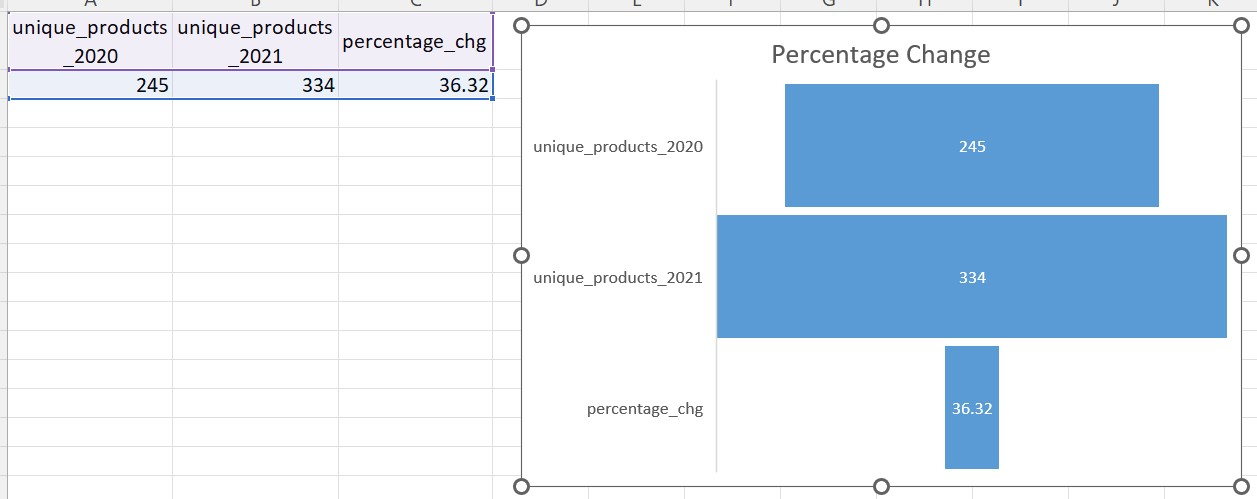 A B C D E F G H I J K
unique_products unique_products percentage_chg
_2020 _2021
245 334 36.32
Percentage Change
unique_products_2020 245
unique_products_2021 334
percentage_chg 36.32